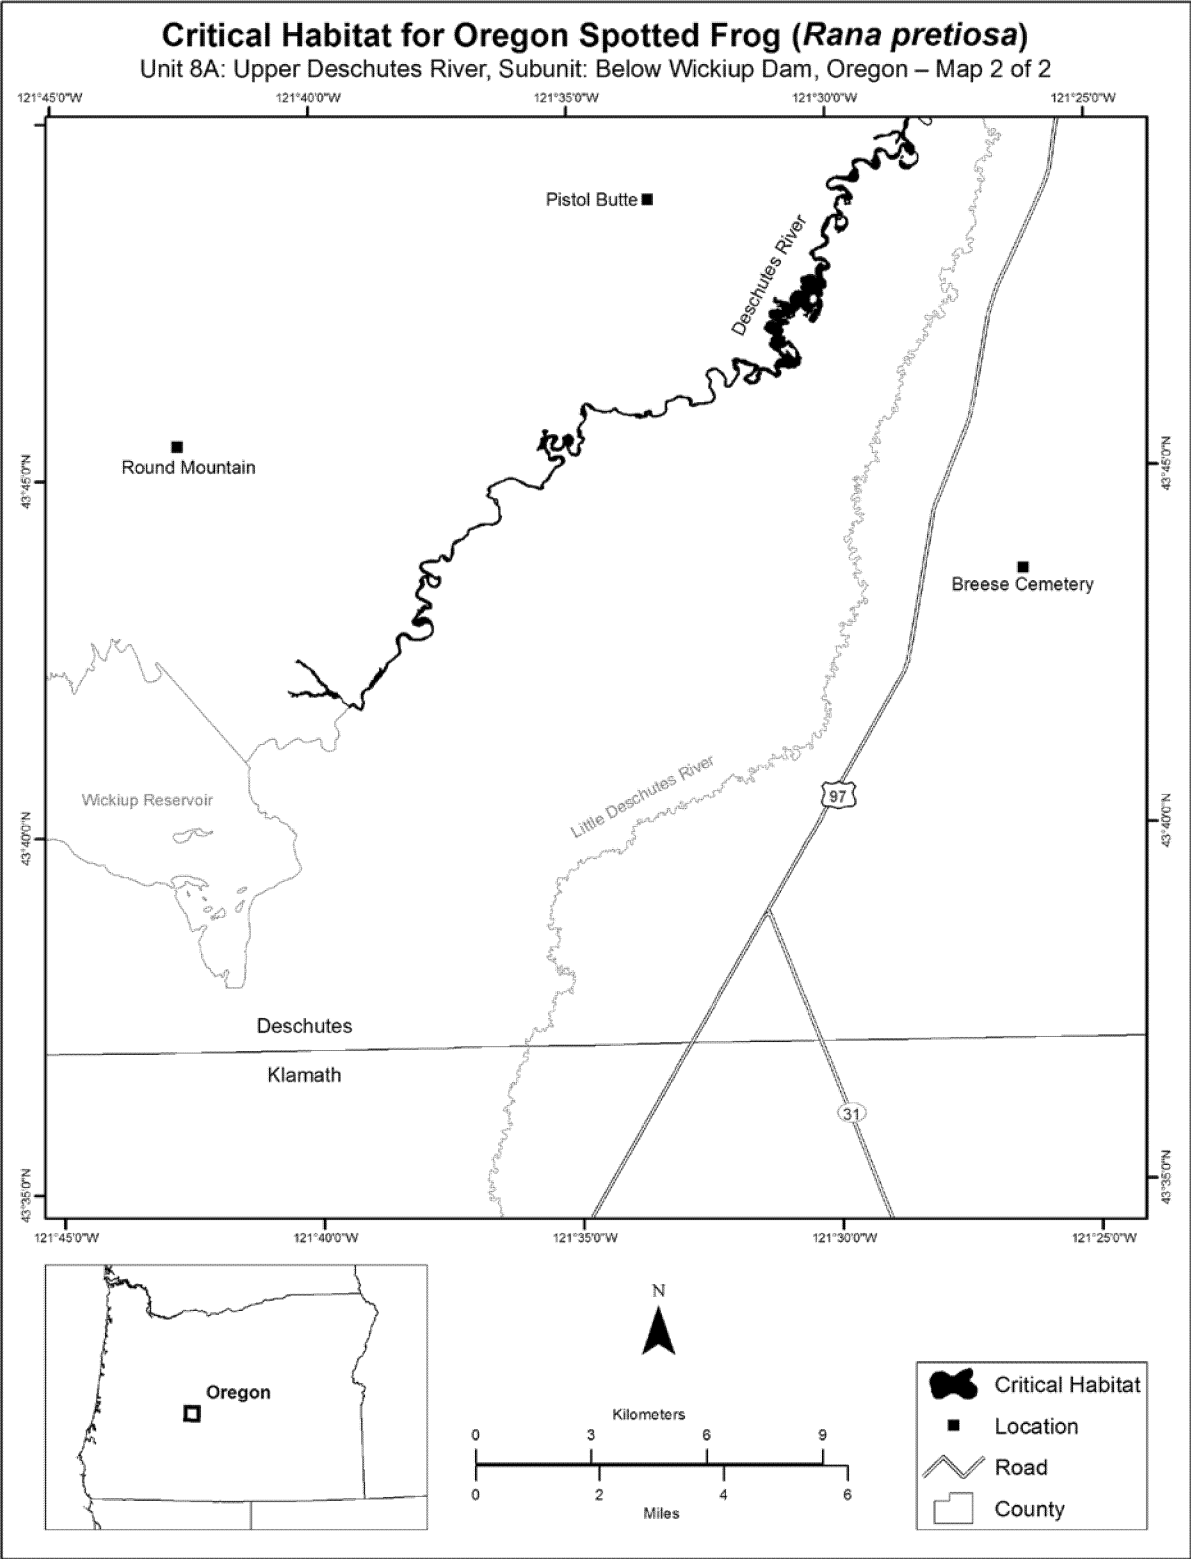 Critical Habitat for Oregon Spotted Frog (Rana pretiosa)
Unit 8A: Upper Deschutes River, Subunit: Below Wickiup Dam, Oregon – Map 2 of 2
121°45'0"W 121°40'0"W 121°35'0"W 121°30'0"W 121°25'0"W
Pistol Butte
Deschutes River
Round Mountain
43°45'0"N
43°45'0"N
Breese Cemetery
Little Deschutes River
97
Wickiup Reservoir
43°40'0"N
43°40'0"N
Deschutes
Klamath
31
43°35'0"N
43°35'0"N
121°45'0"W 121°40'0"W 121°35'0"W 121°30'0"W 121°25'0"W
N
Oregon
Kilometers
0 3 6 9
0 2 4 6
Miles
Critical Habitat
Location
Road
County